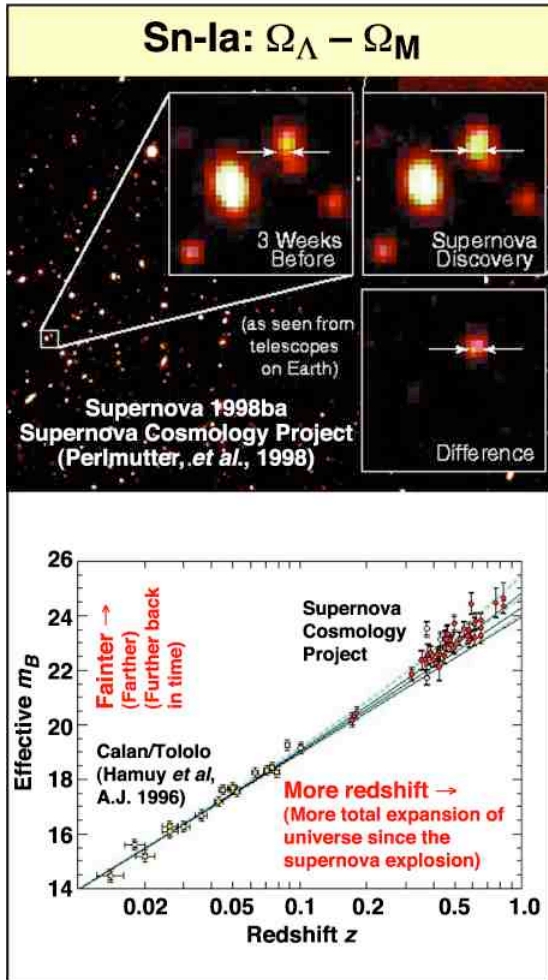 Sn-Ia: Ω_Λ – Ω_M
3 Weeks
Before
Supernova
Discovery
(as seen from
telescopes
on Earth)
Supernova 1998ba
Supernova Cosmology Project
(Perlmutter, et al., 1998)
Difference
26
24
22
20
18
16
14
Effective m_B
Fainter →
(Farther)
(Further back
in time)
Supernova
Cosmology
Project
Calan/Tololo
(Hamuy et al,
A.J. 1996)
More redshift →
(More total expansion of
universe since the
supernova explosion)
0.02 0.05 0.1 0.2 0.5 1.0
Redshift z